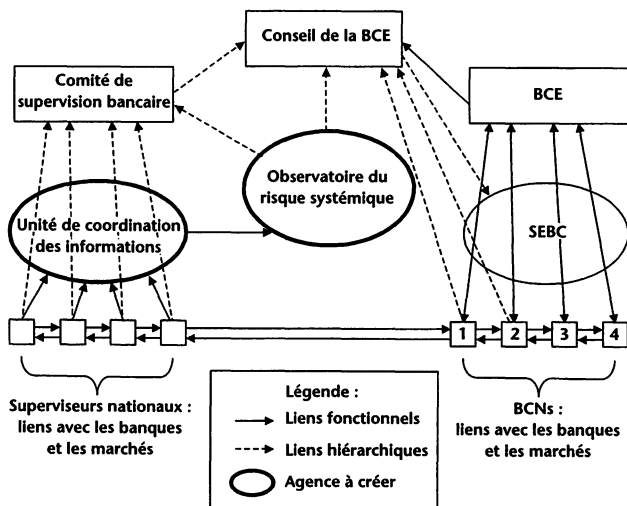 Conseil de la BCE
Comité de
supervision bancaire
BCE
Observatoire du
risque systémique
Unité de coordination
des informations
SEBC
1 2 3 4
Superviseurs nationaux :
liens avec les banques
et les marchés
Légende :
Liens fonctionnels
Liens hiérarchiques
Agence à créer
BCNs :
liens avec les banques
et les marchés